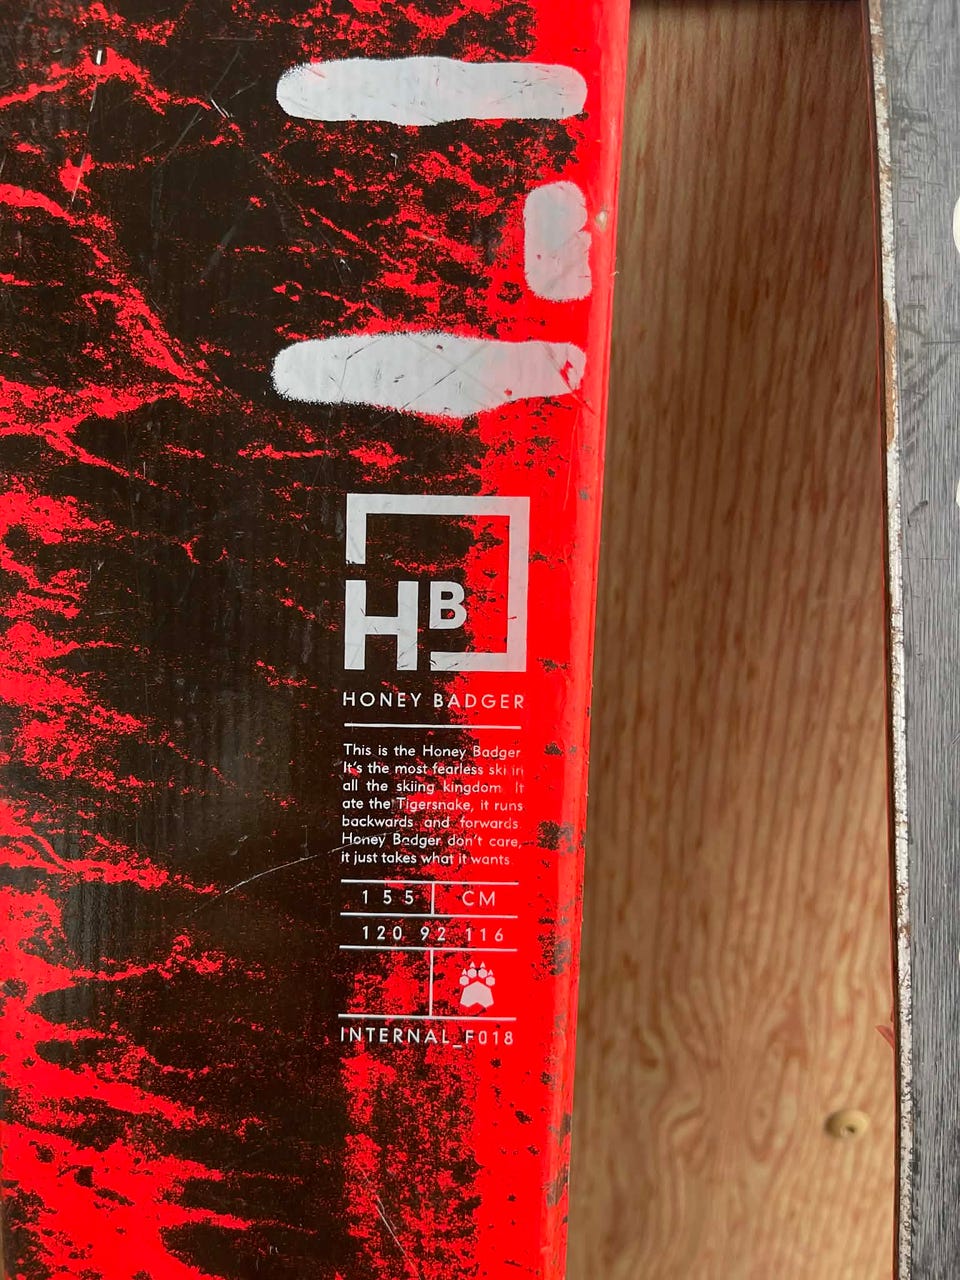 HB
HONEY BADGER
This is the Honey Badger
It's the most fearless ski in
all the skiing kingdom It
ate the Tigersnake, it runs
backwards and forwards
Honey Badger don't care,
it just takes what it wants
155 CM
120 92 116
INTERNAL_F018